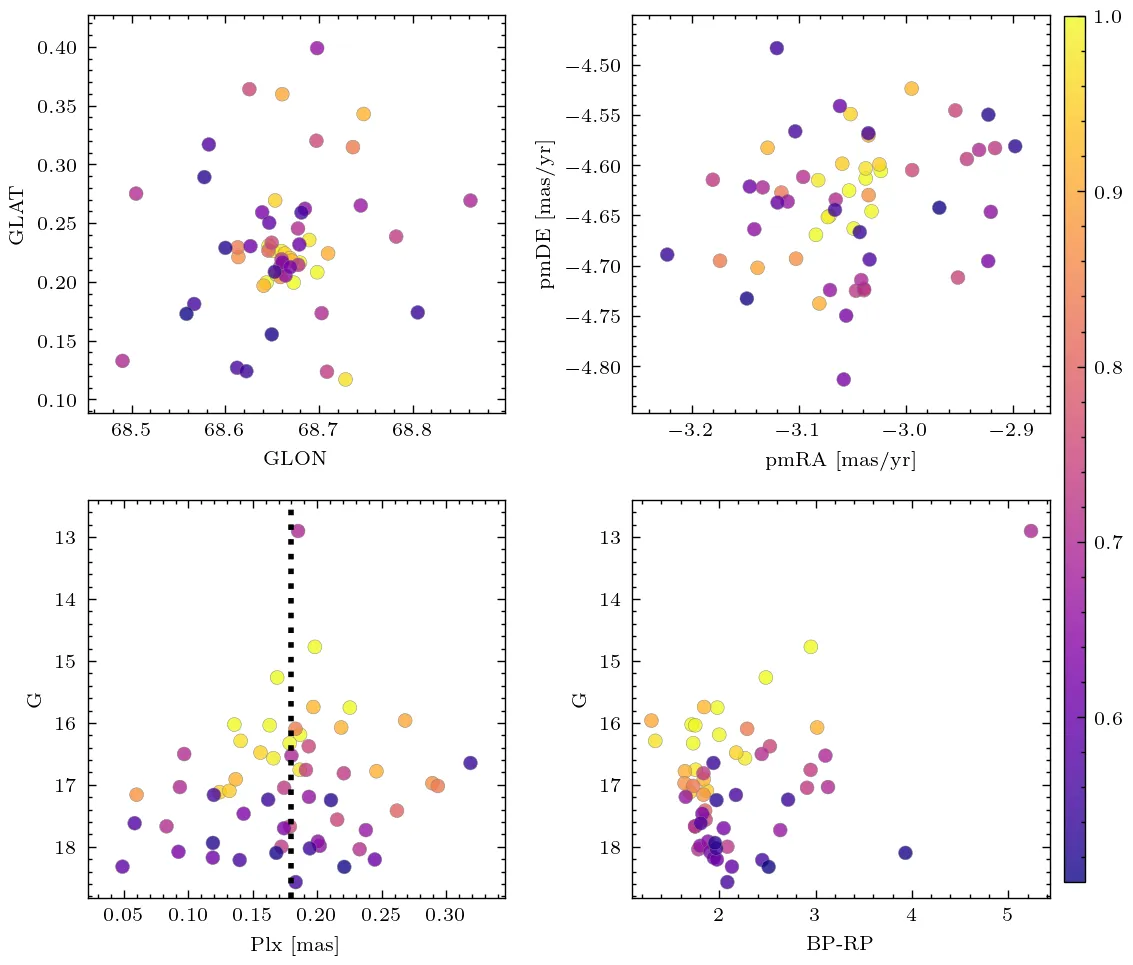 0.40
0.35
0.30
0.25
0.20
0.15
0.10
GLAT
68.5 68.6 68.7 68.8
GLON
−4.50
−4.55
−4.60
−4.65
−4.70
−4.75
−4.80
pmDE [mas/yr]
−3.2 −3.1 −3.0 −2.9
pmRA [mas/yr]
1.0
0.9
0.8
0.7
0.6
13
14
15
16
17
18
G
0.05 0.10 0.15 0.20 0.25 0.30
Plx [mas]
13
14
15
16
17
18
G
2 3 4 5
BP-RP